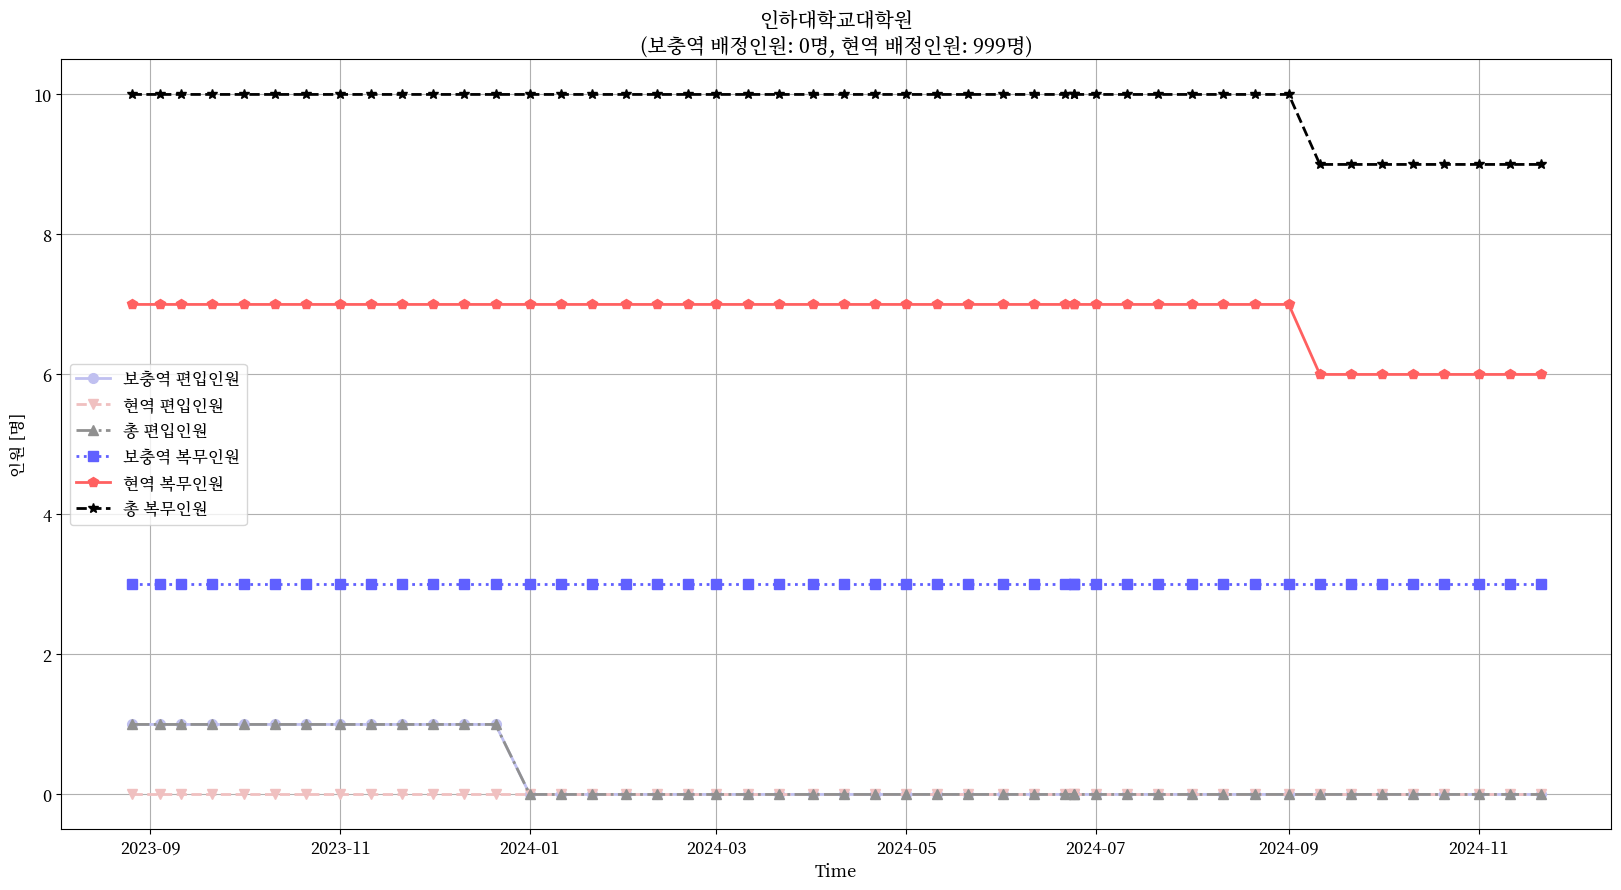 인하대학교대학원
(보충역 배정인원: 0명, 현역 배정인원: 999명)
10
8
6
4
2
0
인원 [명]
보충역 편입인원
현역 편입인원
총 편입인원
보충역 복무인원
현역 복무인원
총 복무인원
2023-09
2023-11
2024-01
2024-03
2024-05
2024-07
2024-09
2024-11
Time